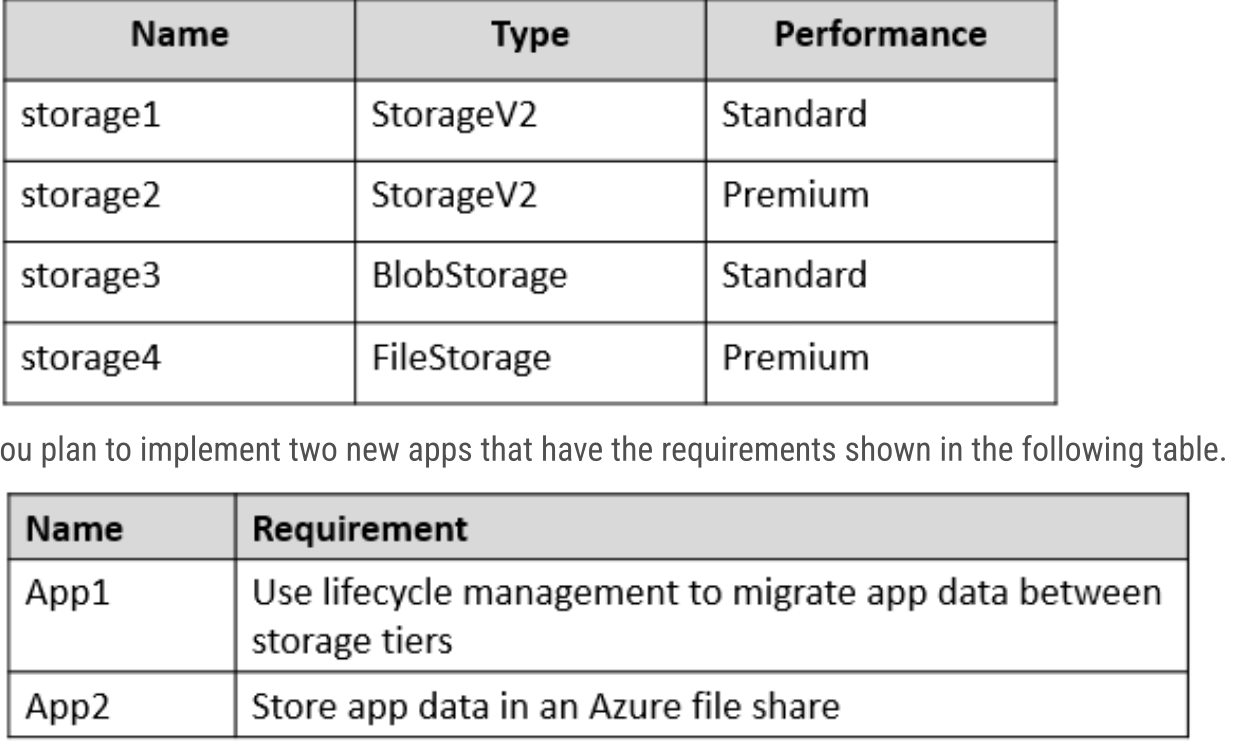 Name Type Performance
storage1 StorageV2 Standard
storage2 StorageV2 Premium
storage3 BlobStorage Standard
storage4 FileStorage Premium
ou plan to implement two new apps that have the requirements shown in the following table.
Name Requirement
App1 Use lifecycle management to migrate app data between
storage tiers
App2 Store app data in an Azure file share